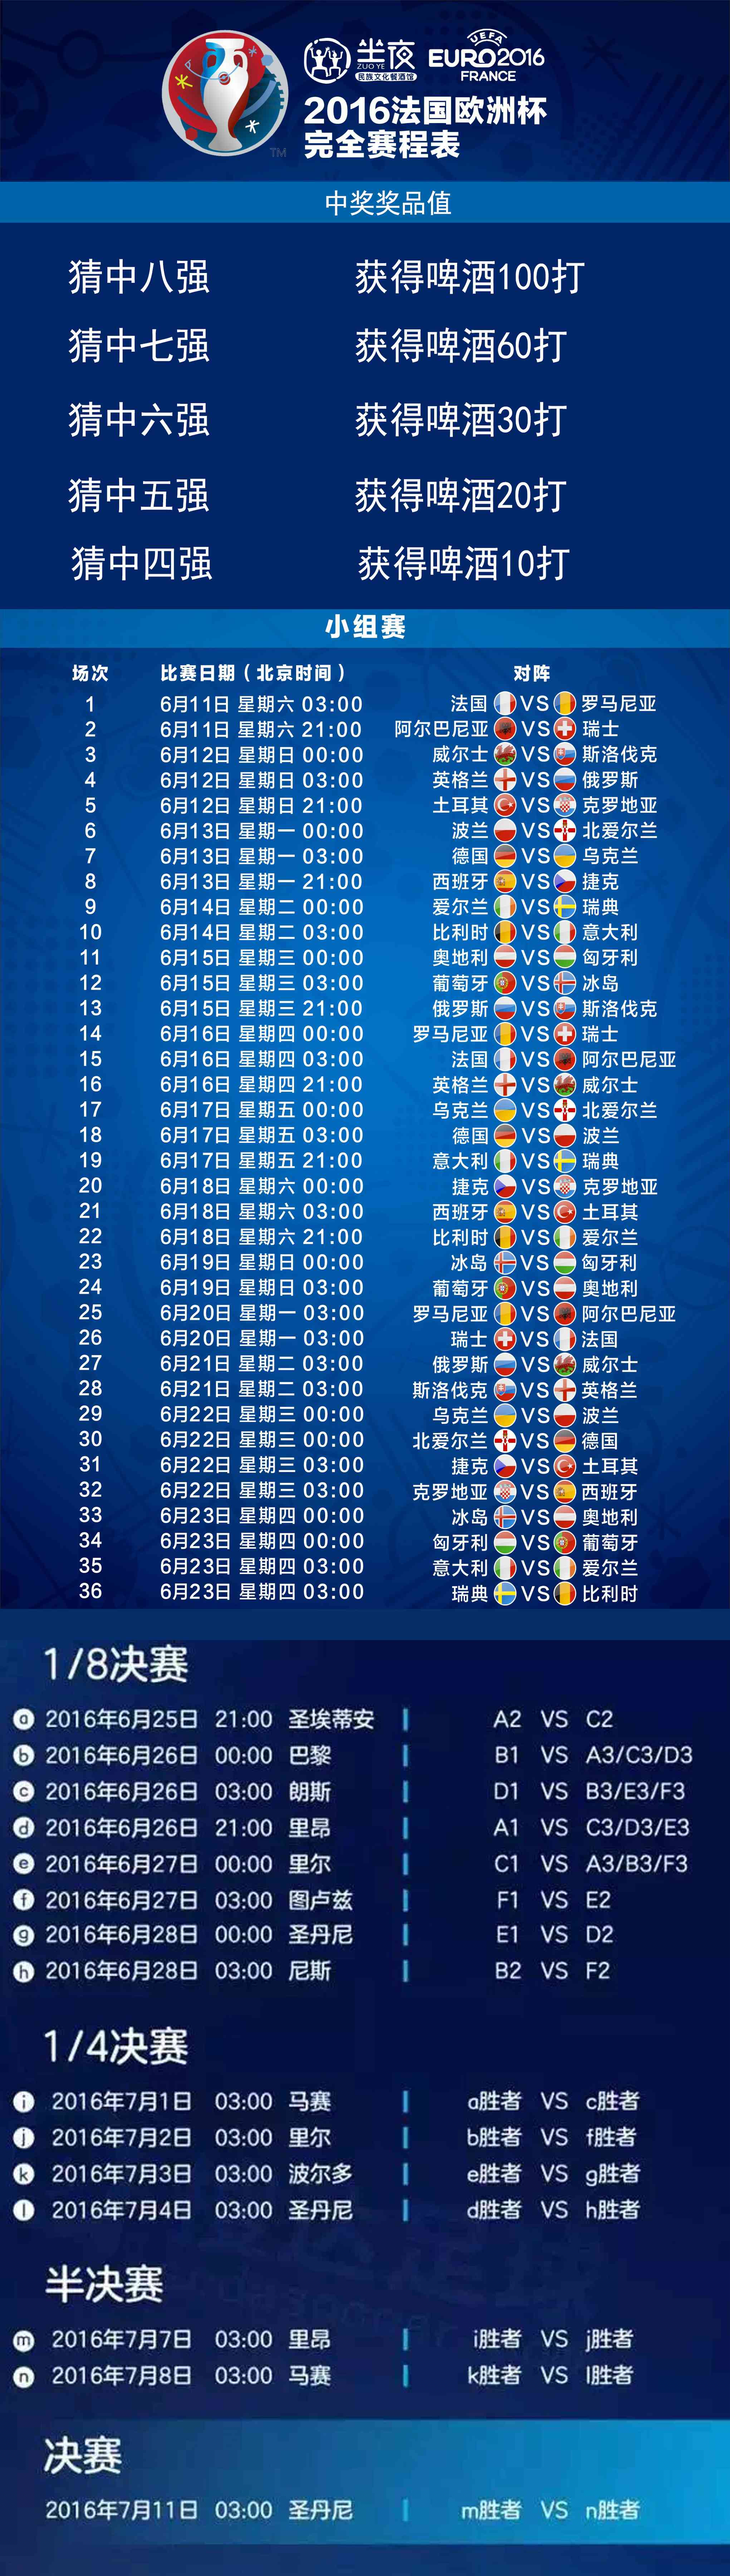 UEFA
半夜 EURO2016
ZUO YE
民族文化餐酒馆 FRANCE
2016法国欧洲杯
完全赛程表
TM
中奖奖品值
猜中八强 获得啤酒100打
猜中七强 获得啤酒60打
猜中六强 获得啤酒30打
猜中五强 获得啤酒20打
猜中四强 获得啤酒10打
小组赛
场次 比赛日期（北京时间） 对阵
1 6月11日 星期六 03:00 法国 VS 罗马尼亚
2 6月11日 星期六 21:00 阿尔巴尼亚 VS 瑞士
3 6月12日 星期日 00:00 威尔士 VS 斯洛伐克
4 6月12日 星期日 03:00 英格兰 VS 俄罗斯
5 6月12日 星期日 21:00 土耳其 VS 克罗地亚
6 6月13日 星期一 00:00 波兰 VS 北爱尔兰
7 6月13日 星期一 03:00 德国 VS 乌克兰
8 6月13日 星期一 21:00 西班牙 VS 捷克
9 6月14日 星期二 00:00 爱尔兰 VS 瑞典
10 6月14日 星期二 03:00 比利时 VS 意大利
11 6月15日 星期三 00:00 奥地利 VS 匈牙利
12 6月15日 星期三 03:00 葡萄牙 VS 冰岛
13 6月15日 星期三 21:00 俄罗斯 VS 斯洛伐克
14 6月16日 星期四 00:00 罗马尼亚 VS 瑞士
15 6月16日 星期四 03:00 法国 VS 阿尔巴尼亚
16 6月16日 星期四 21:00 英格兰 VS 威尔士
17 6月17日 星期五 00:00 乌克兰 VS 北爱尔兰
18 6月17日 星期五 03:00 德国 VS 波兰
19 6月17日 星期五 21:00 意大利 VS 瑞典
20 6月18日 星期六 00:00 捷克 VS 克罗地亚
21 6月18日 星期六 03:00 西班牙 VS 土耳其
22 6月18日 星期六 21:00 比利时 VS 爱尔兰
23 6月19日 星期日 00:00 冰岛 VS 匈牙利
24 6月19日 星期日 03:00 葡萄牙 VS 奥地利
25 6月20日 星期一 03:00 罗马尼亚 VS 阿尔巴尼亚
26 6月20日 星期一 03:00 瑞士 VS 法国
27 6月21日 星期二 03:00 俄罗斯 VS 威尔士
28 6月21日 星期二 03:00 斯洛伐克 VS 英格兰
29 6月22日 星期三 00:00 乌克兰 VS 波兰
30 6月22日 星期三 00:00 北爱尔兰 VS 德国
31 6月22日 星期三 03:00 捷克 VS 土耳其
32 6月22日 星期三 03:00 克罗地亚 VS 西班牙
33 6月23日 星期四 00:00 冰岛 VS 奥地利
34 6月23日 星期四 00:00 匈牙利 VS 葡萄牙
35 6月23日 星期四 03:00 意大利 VS 爱尔兰
36 6月23日 星期四 03:00 瑞典 VS 比利时
1/8决赛
a 2016年6月25日 21:00 圣埃蒂安 A2 VS C2
b 2016年6月26日 00:00 巴黎 B1 VS A3/C3/D3
c 2016年6月26日 03:00 朗斯 D1 VS B3/E3/F3
d 2016年6月26日 21:00 里昂 A1 VS C3/D3/E3
e 2016年6月27日 00:00 里尔 C1 VS A3/B3/F3
f 2016年6月27日 03:00 图卢兹 F1 VS E2
g 2016年6月28日 00:00 圣丹尼 E1 VS D2
h 2016年6月28日 03:00 尼斯 B2 VS F2
1/4决赛
i 2016年7月1日 03:00 马赛 a胜者 VS c胜者
j 2016年7月2日 03:00 里尔 b胜者 VS f胜者
k 2016年7月3日 03:00 波尔多 e胜者 VS g胜者
l 2016年7月4日 03:00 圣丹尼 d胜者 VS h胜者
半决赛
m 2016年7月7日 03:00 里昂 i胜者 VS j胜者
n 2016年7月8日 03:00 马赛 k胜者 VS l胜者
决赛
2016年7月11日 03:00 圣丹尼 m胜者 VS n胜者